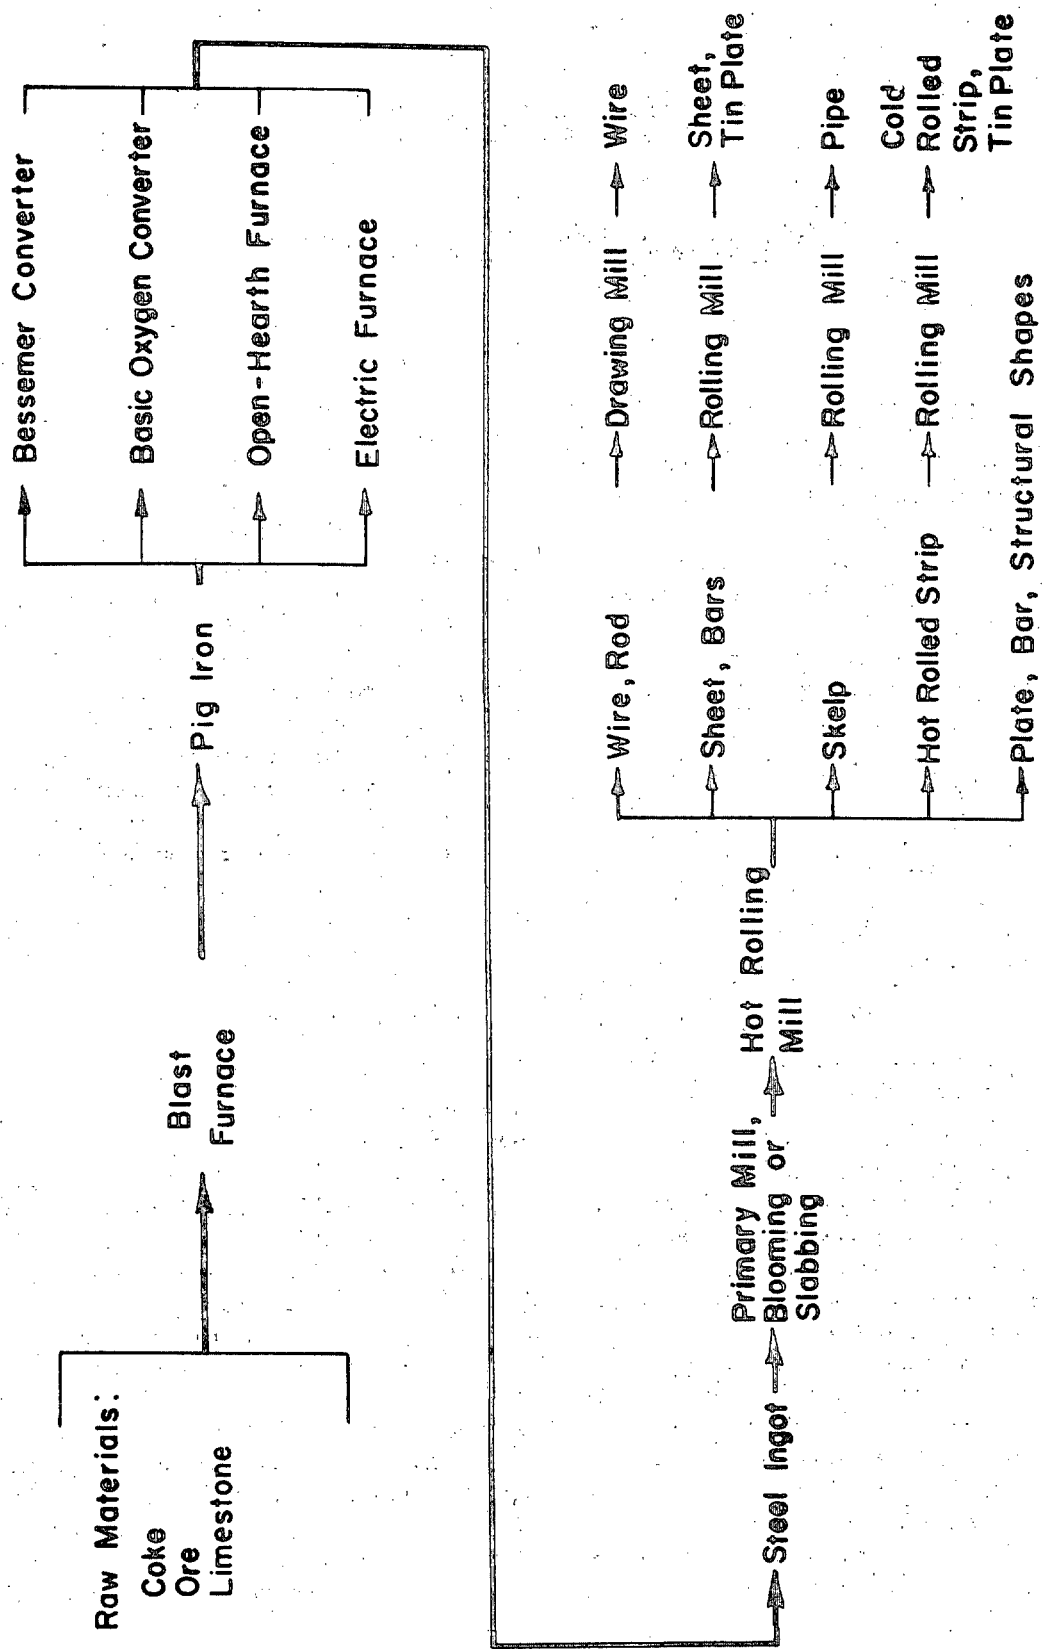 Raw Materials:
Coke
Ore
Limestone
Blast
Furnace
Pig Iron
Bessemer Converter
Basic Oxygen Converter
Open-Hearth Furnace
Electric Furnace
Steel Ingot
Primary Mill,
Blooming or
Slabbing
Hot Rolling
Mill
Wire, Rod
Drawing Mill
Wire
Sheet, Bars
Rolling Mill
Sheet,
Tin Plate
Skelp
Rolling Mill
Pipe
Hot Rolled Strip
Rolling Mill
Cold
Rolled
Strip,
Tin Plate
Plate, Bar, Structural Shapes